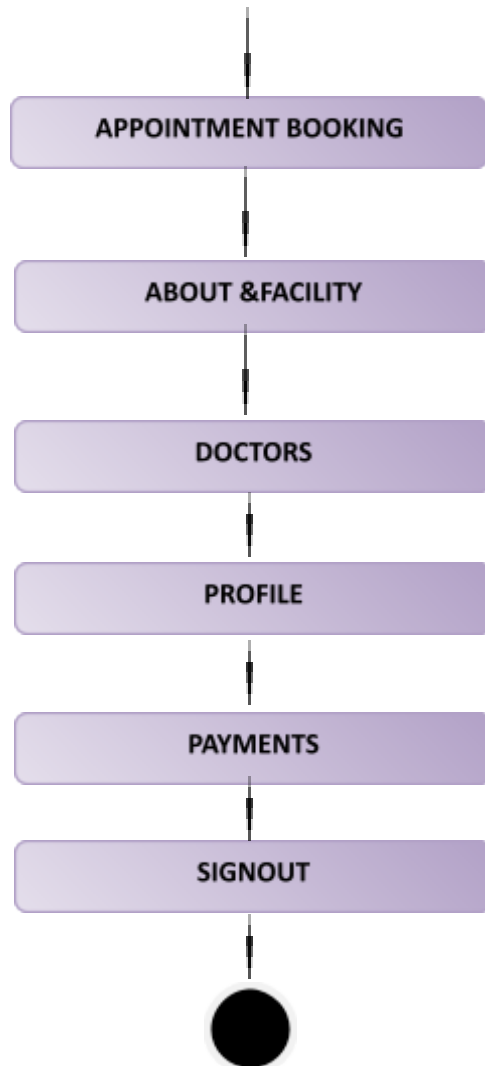 APPOINTMENT BOOKING
ABOUT &FACILITY
DOCTORS
PROFILE
PAYMENTS
SIGNOUT